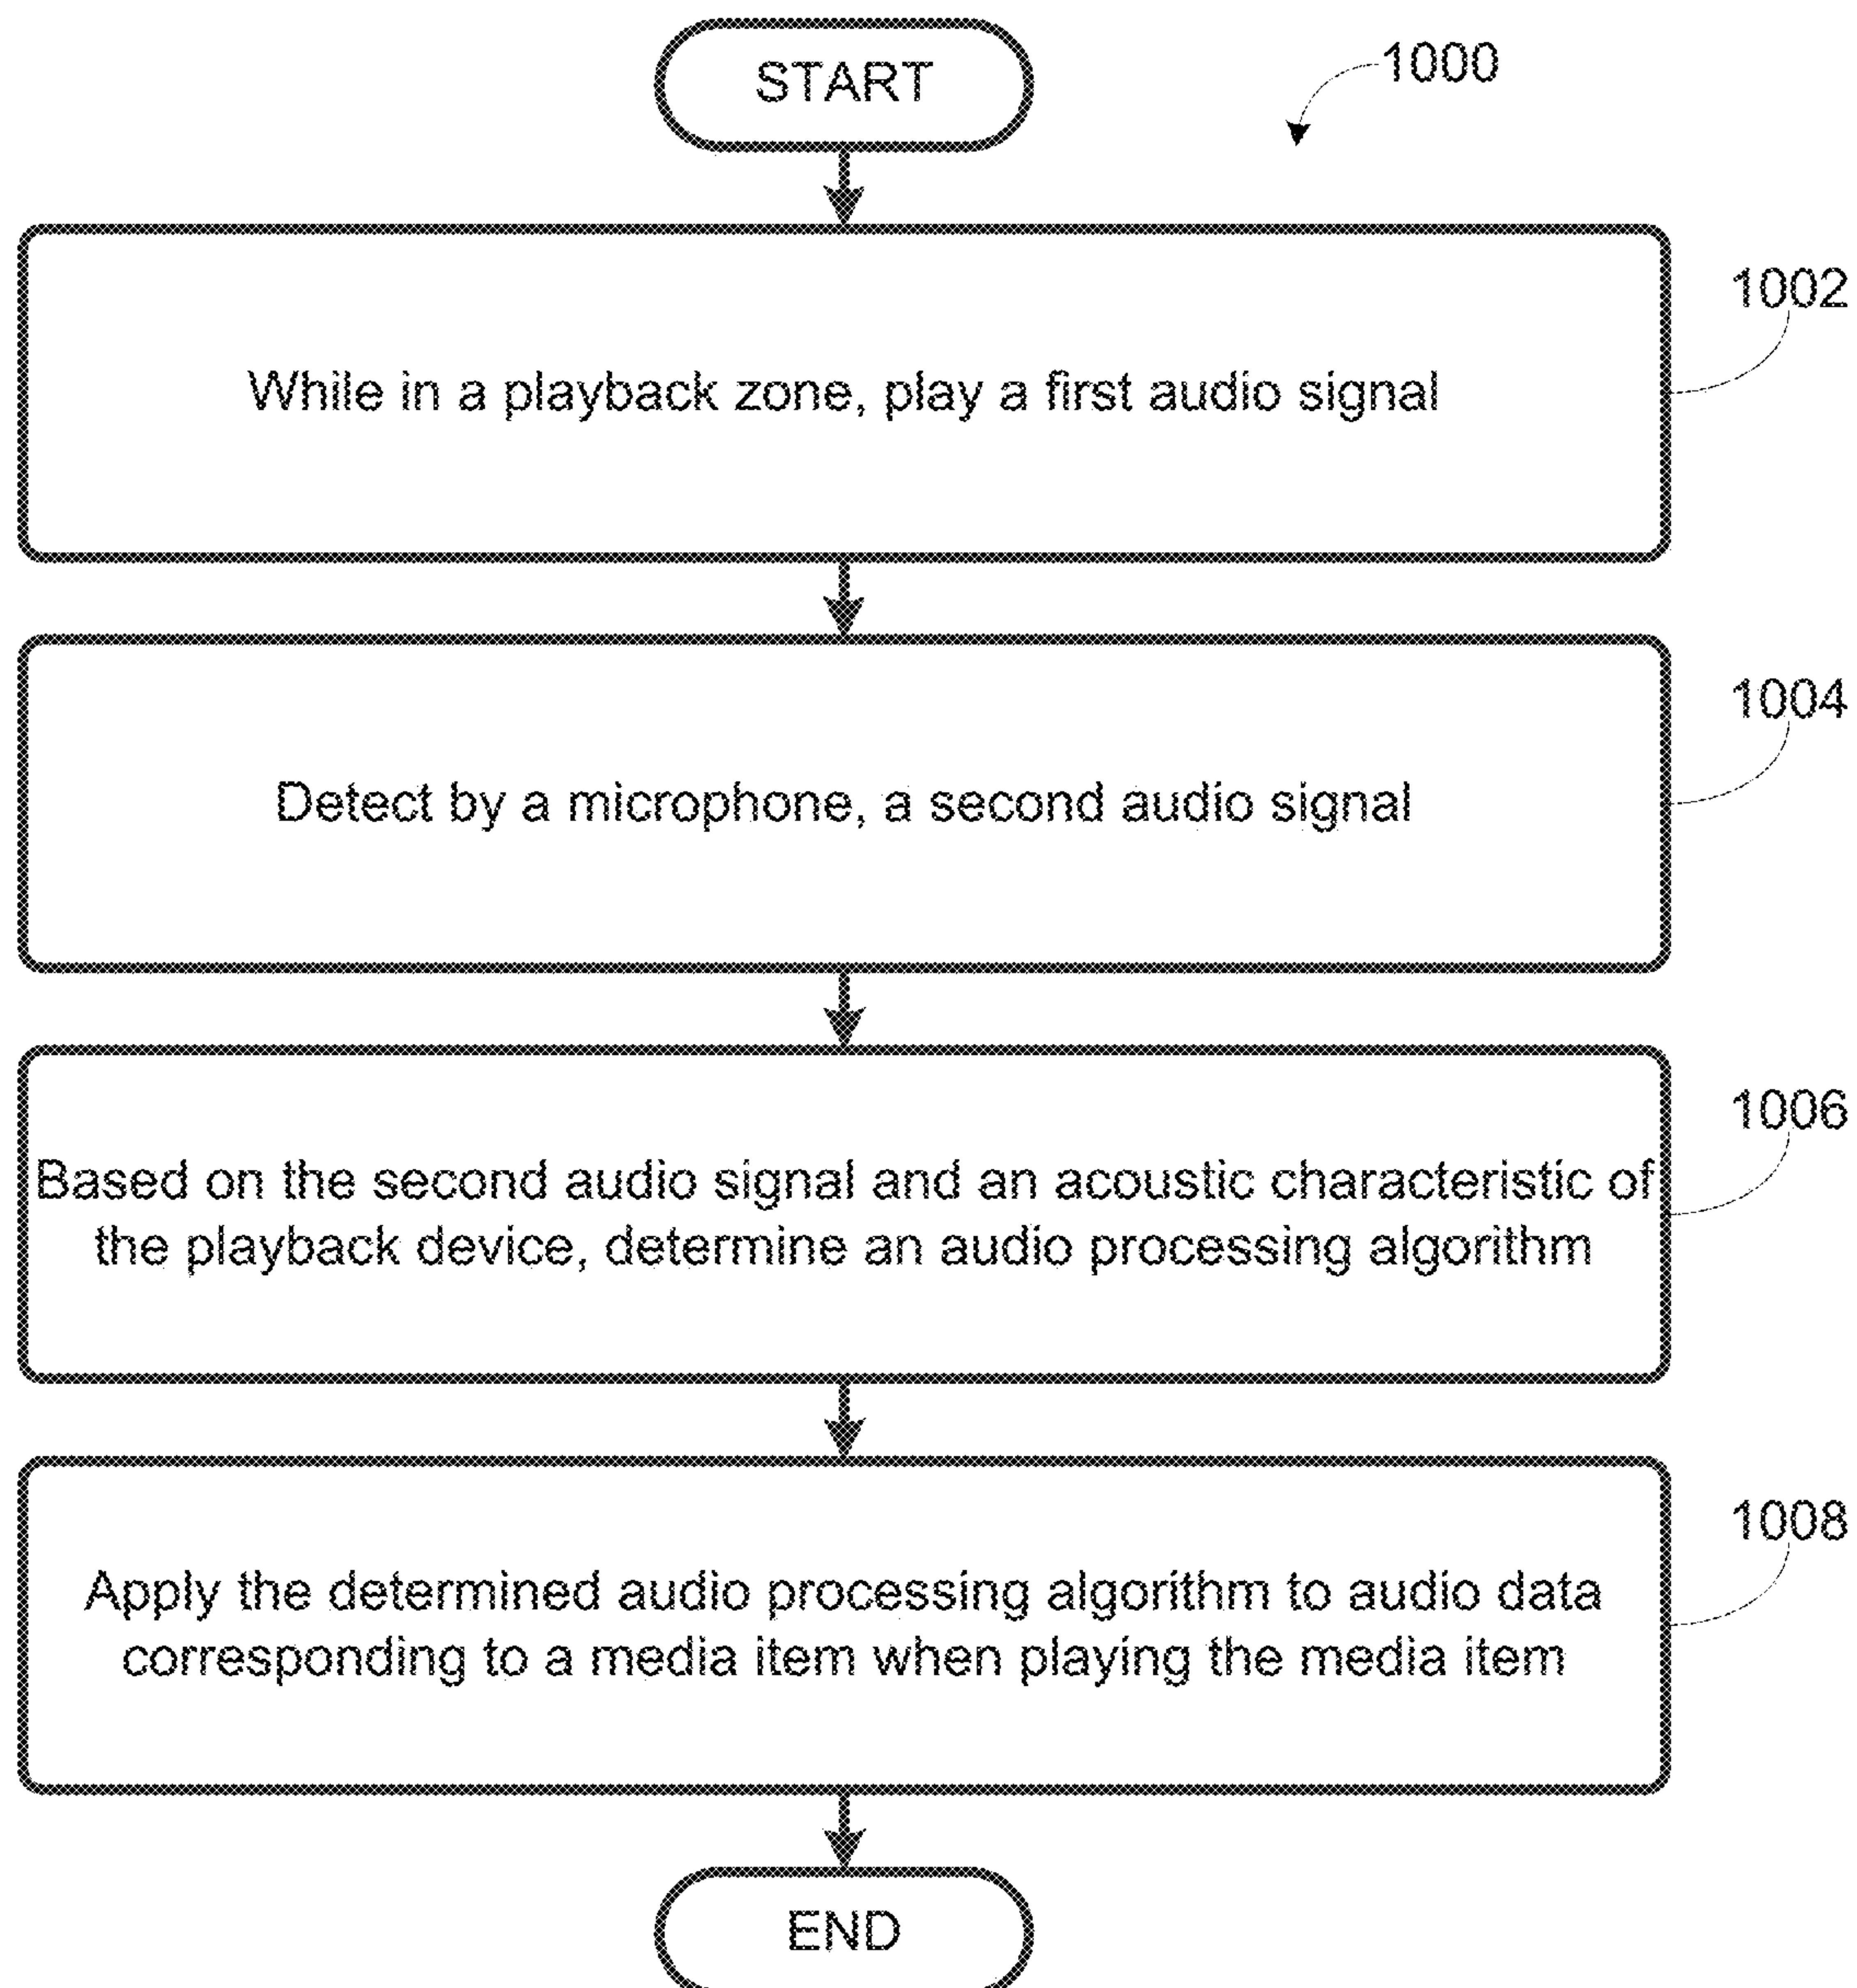 START
1000
1002
While in a playback zone, play a first audio signal
1004
Detect by a microphone, a second audio signal
1006
Based on the second audio signal and an acoustic characteristic of
the playback device, determine an audio processing algorithm
1008
Apply the determined audio processing algorithm to audio data
corresponding to a media item when playing the media item
END